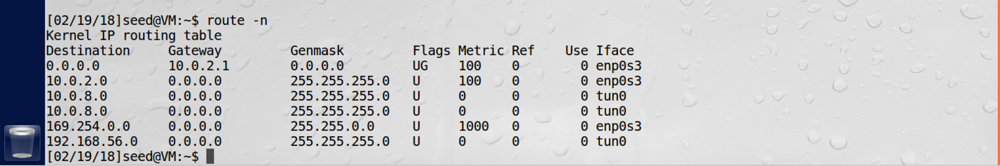 [02/19/18]seed@VM:~$ route -n
Kernel IP routing table
Destination     Gateway         Genmask         Flags Metric Ref    Use Iface
0.0.0.0         10.0.2.1        0.0.0.0         UG    100    0        0 enp0s3
10.0.2.0        0.0.0.0         255.255.255.0   U     100    0        0 enp0s3
10.0.8.0        0.0.0.0         255.255.255.0   U     0      0        0 tun0
10.0.8.0        0.0.0.0         255.255.255.0   U     0      0        0 tun0
169.254.0.0     0.0.0.0         255.255.0.0     U     1000   0        0 enp0s3
192.168.56.0    0.0.0.0         255.255.255.0   U     0      0        0 tun0
[02/19/18]seed@VM:~$